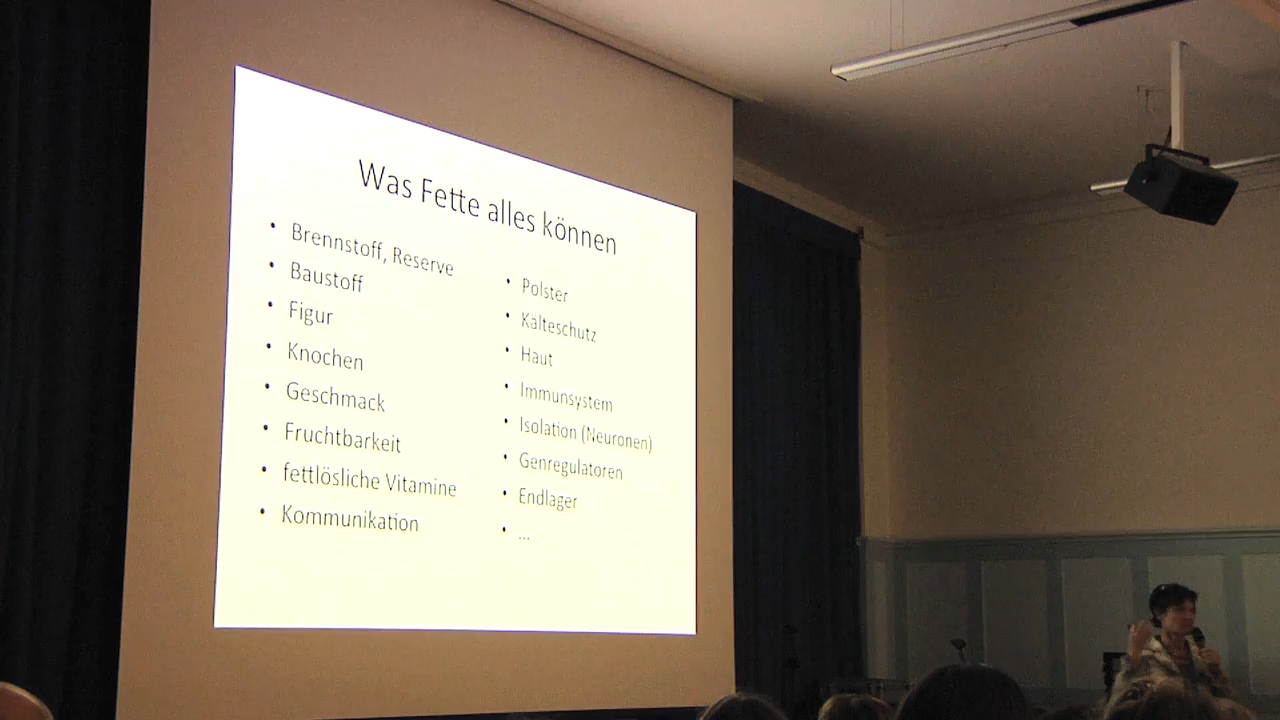 Was Fette alles können
• Brennstoff, Reserve
• Baustoff
• Figur
• Knochen
• Geschmack
• Fruchtbarkeit
• fettlösliche Vitamine
• Kommunikation
• Polster
• Kälteschutz
• Haut
• Immunsystem
• Isolation (Neuronen)
• Genregulatoren
• Endlager
• ...